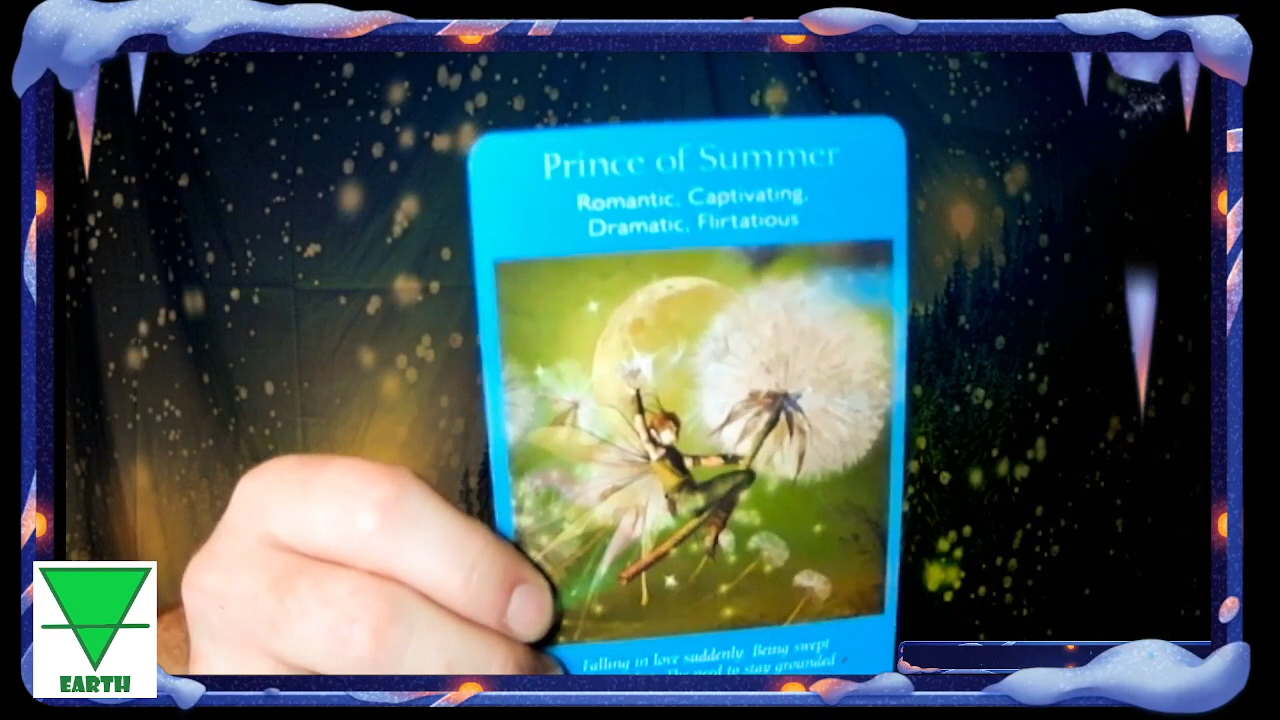 Prince of Summer
Romantic, Captivating,
Dramatic, Flirtatious
Falling in love suddenly. Being swept
The need to stay grounded
EARTH